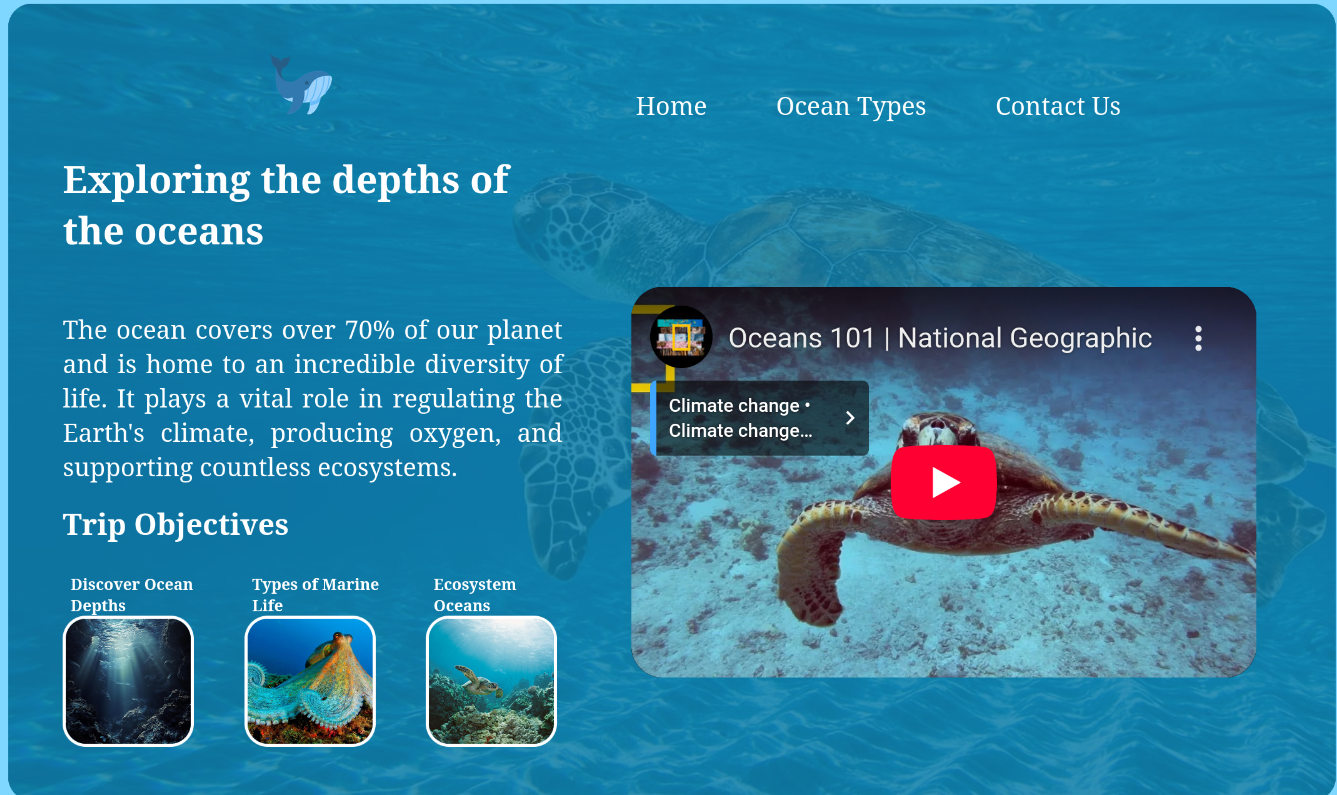 Home Ocean Types Contact Us
Exploring the depths of
the oceans
The ocean covers over 70% of our planet
and is home to an incredible diversity of
life. It plays a vital role in regulating the
Earth's climate, producing oxygen, and
supporting countless ecosystems.
Trip Objectives
Discover Ocean
Depths
Types of Marine
Life
Ecosystem
Oceans
Oceans 101 | National Geographic
Climate change •
Climate change...